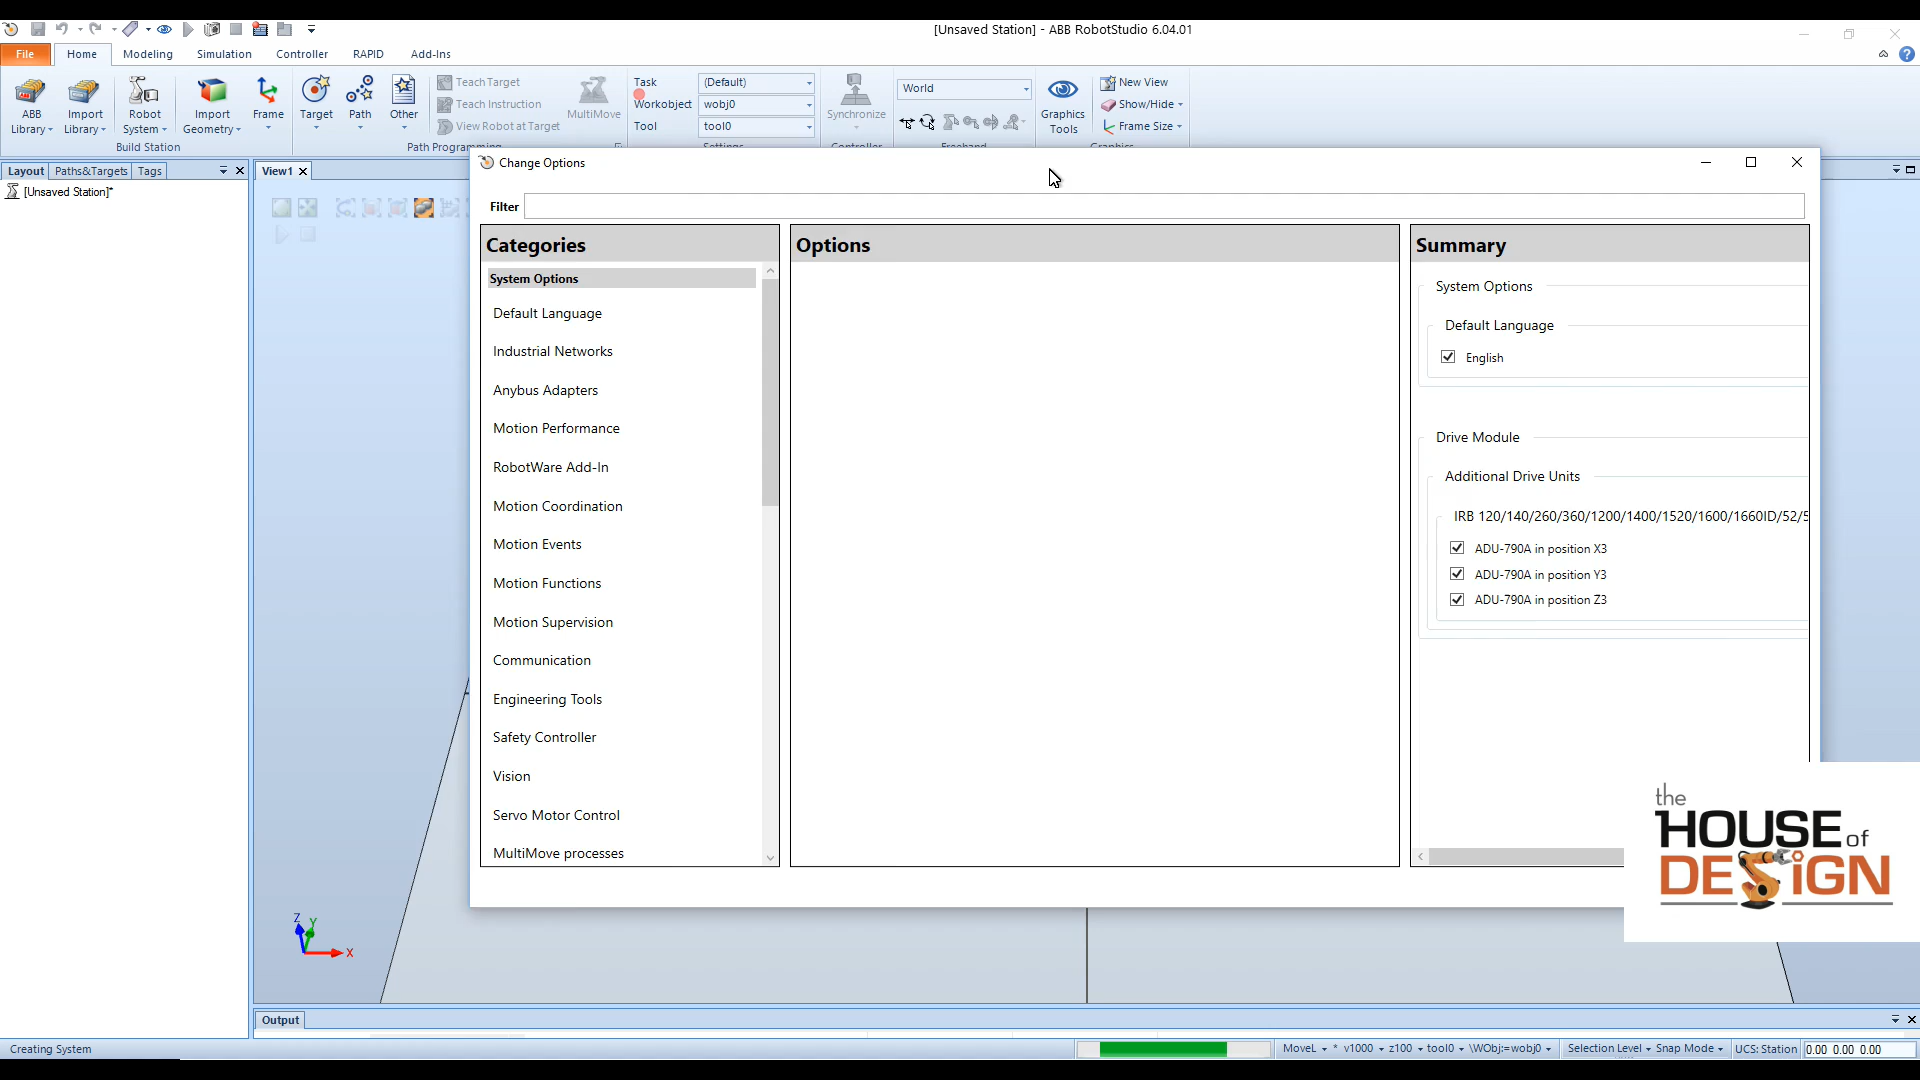 [Unsaved Station] - ABB RobotStudio 6.04.01
File Home Modeling Simulation Controller RAPID Add-Ins
ABB Library
Import Library
Robot System
Import Geometry
Frame
Target
Path
Other
Teach Target
Teach Instruction
View Robot at Target
MultiMove
Task (Default)
Workobject wobj0
Tool tool0
Synchronize
World
Graphics Tools
New View
Show/Hide
Frame Size
Build Station
Path Programming
Settings
Controller
Freehand
Graphics
Layout Paths&Targets Tags
View1
[Unsaved Station]*
Change Options
Filter
Categories
System Options
Default Language
Industrial Networks
Anybus Adapters
Motion Performance
RobotWare Add-In
Motion Coordination
Motion Events
Motion Functions
Motion Supervision
Communication
Engineering Tools
Safety Controller
Vision
Servo Motor Control
MultiMove processes
Options
Summary
System Options
Default Language
English
Drive Module
Additional Drive Units
IRB 120/140/260/360/1200/1400/1520/1600/1660ID/52/5
ADU-790A in position X3
ADU-790A in position Y3
ADU-790A in position Z3
the
HOUSE of
DESIGN
Z Y X
Output
Creating System
MoveL * v1000 z100 tool0 \WObj:=wobj0 Selection Level Snap Mode UCS: Station 0.00 0.00 0.00